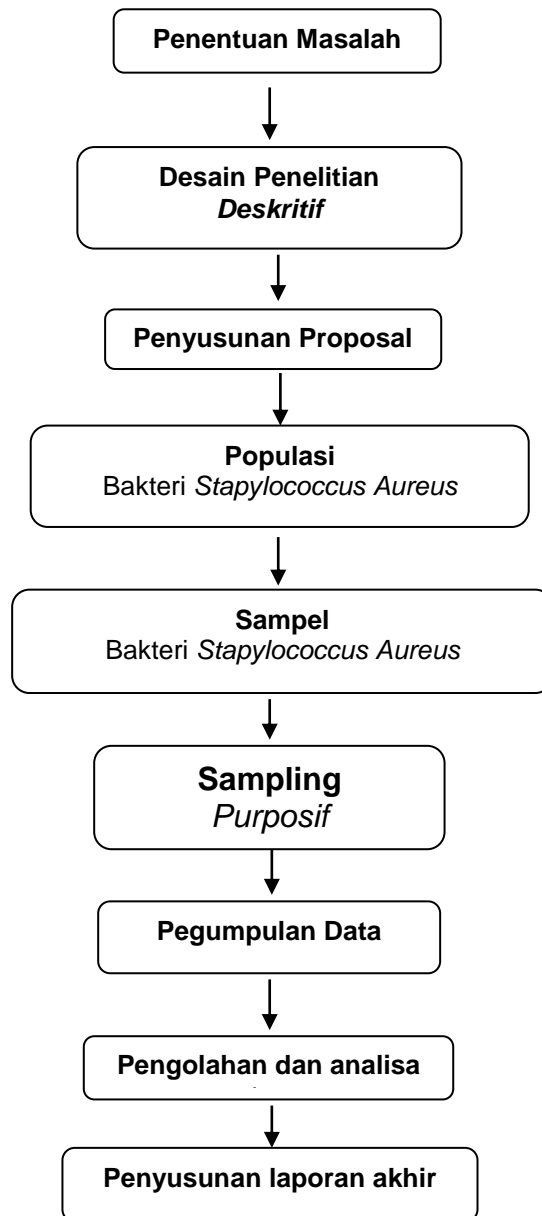 Penentuan Masalah
Desain Penelitian
Deskritif
Penyusunan Proposal
Populasi
Bakteri Stapylococcus Aureus
Sampel
Bakteri Stapylococcus Aureus
Sampling
Purposif
Pegumpulan Data
Pengolahan dan analisa
Penyusunan laporan akhir